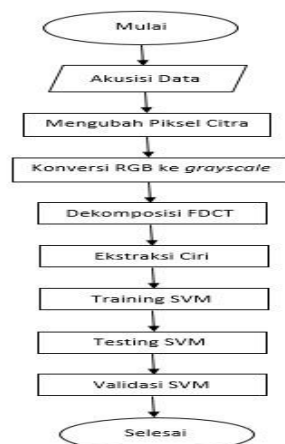 Mulai
Akusisi Data
Mengubah Piksel Citra
Konversi RGB ke grayscale
Dekomposisi FDCT
Ekstraksi Ciri
Training SVM
Testing SVM
Validasi SVM
Selesai